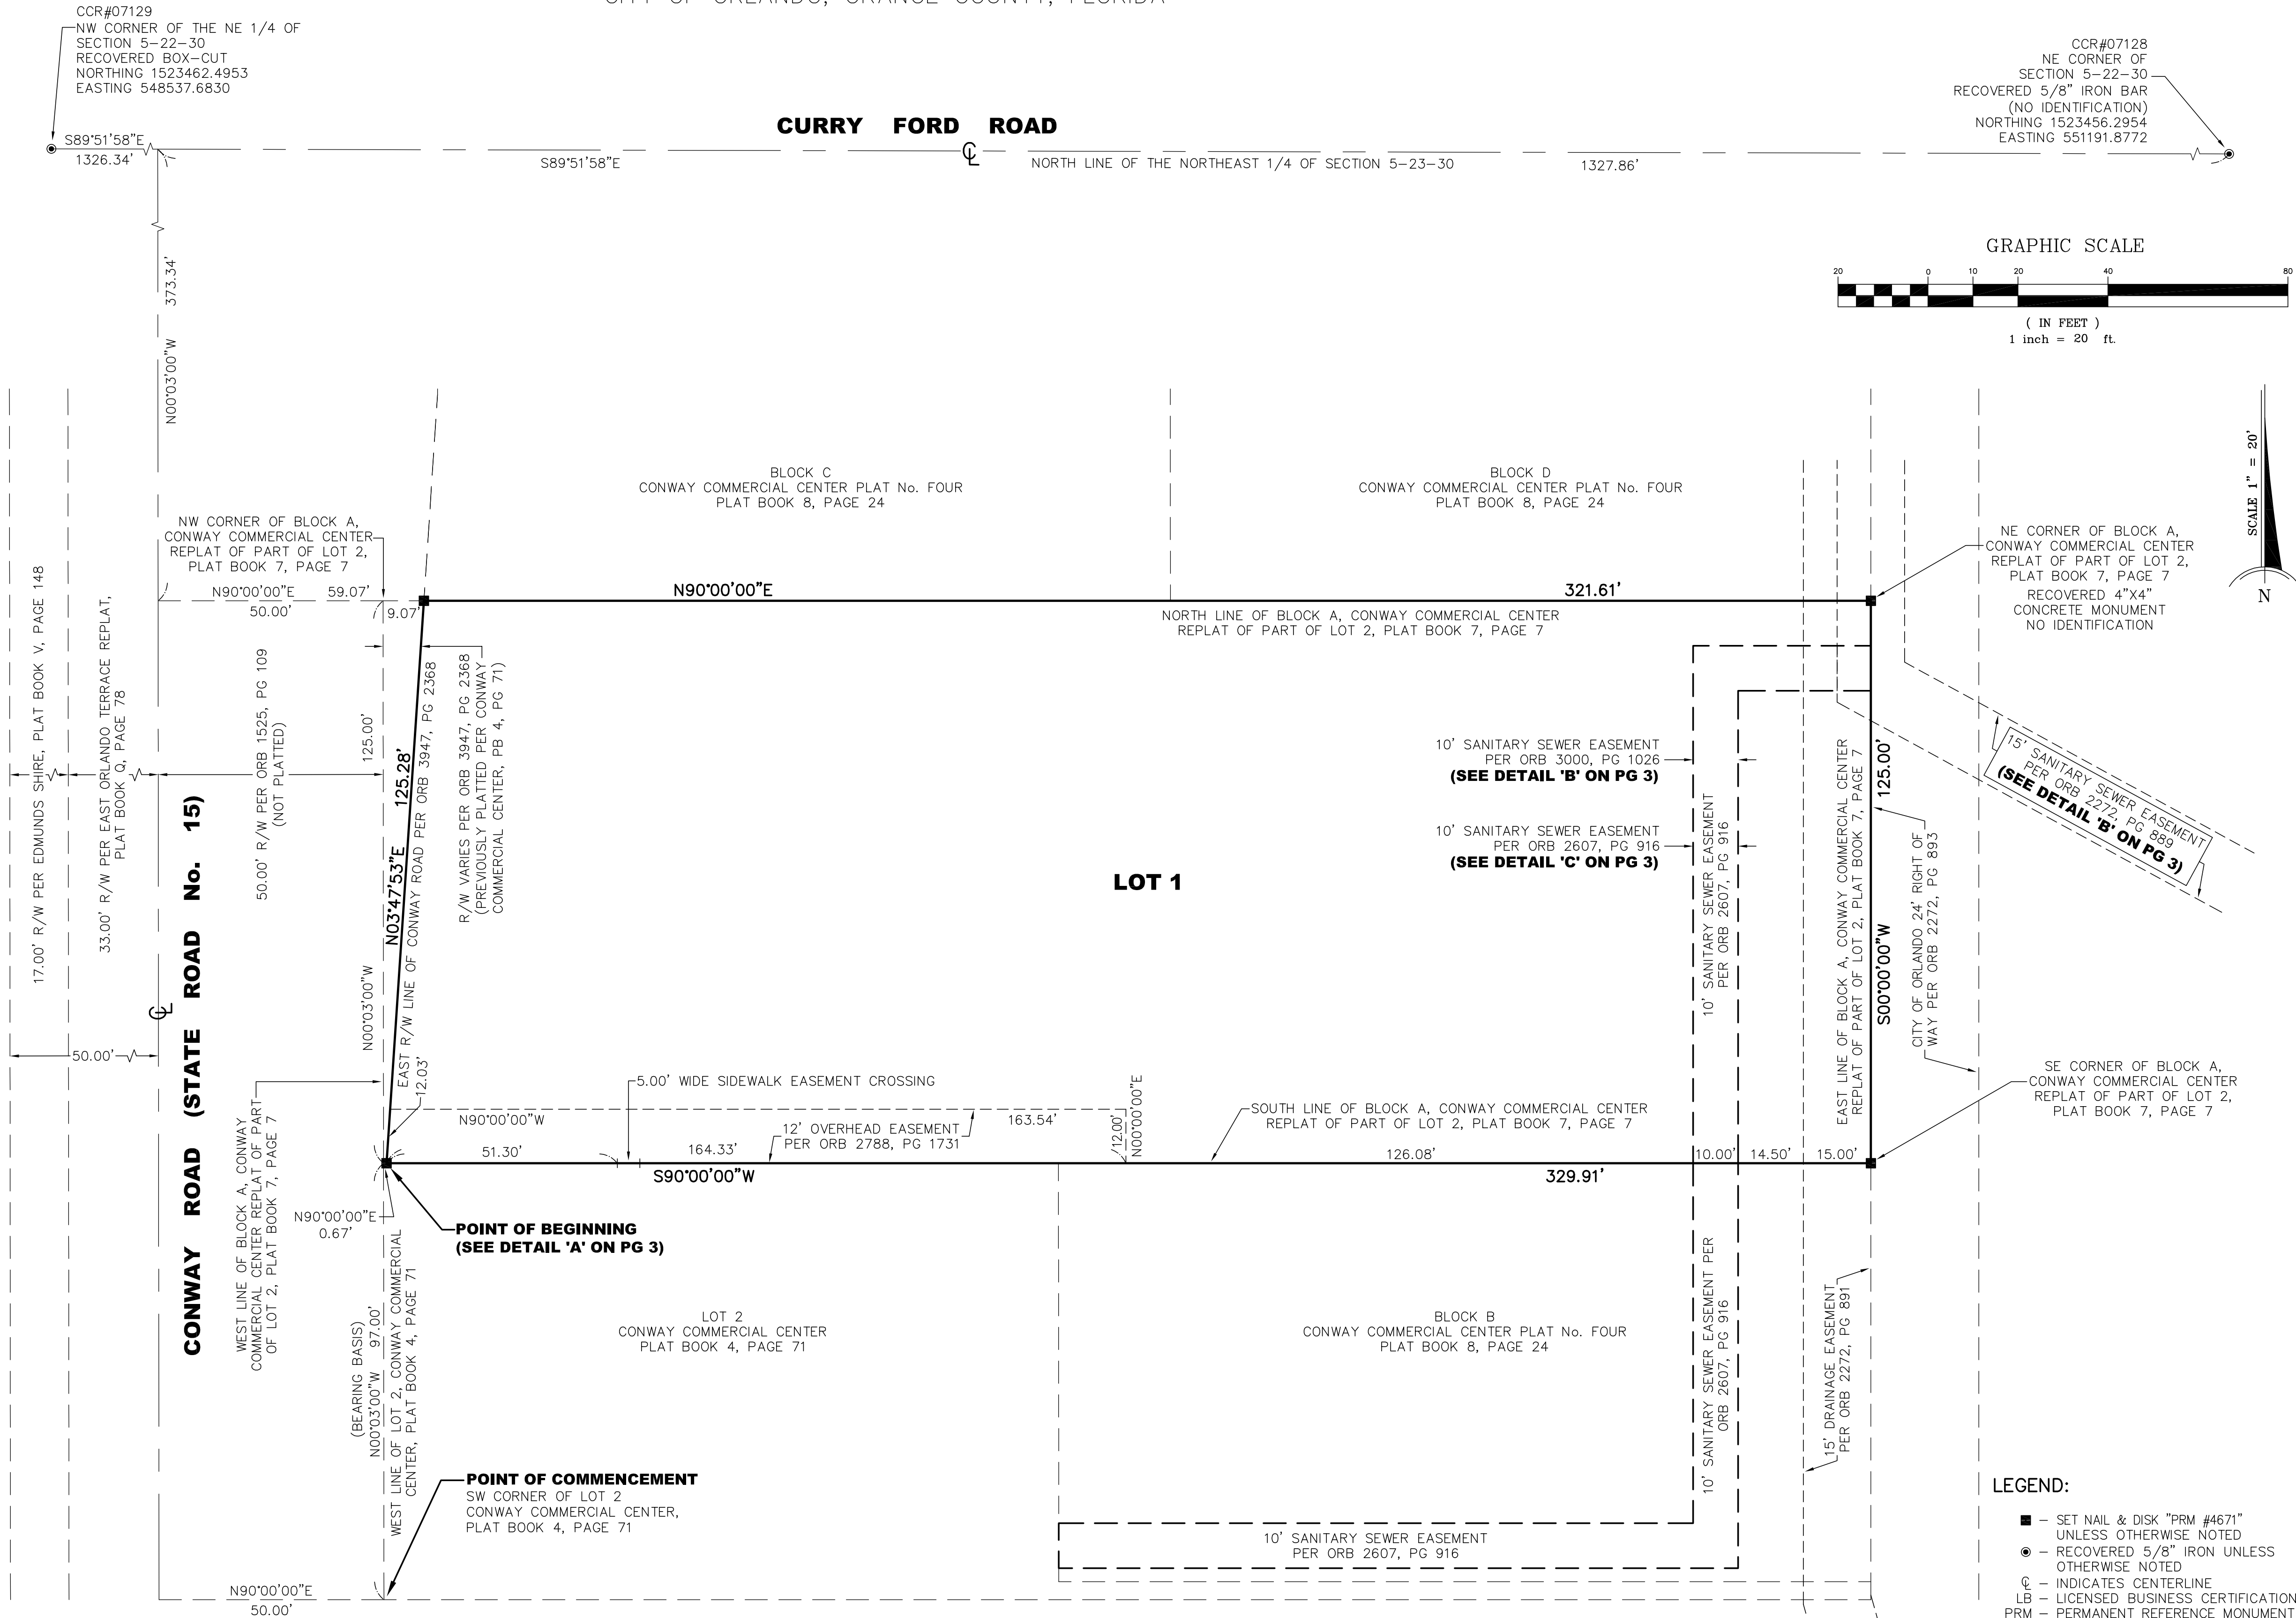 CITY OF ORLANDO, ORANGE COUNTY, FLORIDA
CCR#07129
NW CORNER OF THE NE 1/4 OF
SECTION 5-22-30
RECOVERED BOX-CUT
NORTHING 1523462.4953
EASTING 548537.6830
CCR#07128
NE CORNER OF
SECTION 5-22-30
RECOVERED 5/8" IRON BAR
(NO IDENTIFICATION)
NORTHING 1523456.2954
EASTING 551191.8772
CURRY FORD ROAD
S89°51'58"E
1326.34'
S89°51'58"E
NORTH LINE OF THE NORTHEAST 1/4 OF SECTION 5-23-30
1327.86'
N00°03'00"W 373.34'
GRAPHIC SCALE
20 0 10 20 40 80
( IN FEET )
1 inch = 20 ft.
SCALE 1" = 20'
N
BLOCK C
CONWAY COMMERCIAL CENTER PLAT No. FOUR
PLAT BOOK 8, PAGE 24
BLOCK D
CONWAY COMMERCIAL CENTER PLAT No. FOUR
PLAT BOOK 8, PAGE 24
NW CORNER OF BLOCK A,
CONWAY COMMERCIAL CENTER
REPLAT OF PART OF LOT 2,
PLAT BOOK 7, PAGE 7
N90°00'00"E 59.07'
50.00'
9.07'
N90°00'00"E
321.61'
NORTH LINE OF BLOCK A, CONWAY COMMERCIAL CENTER
REPLAT OF PART OF LOT 2, PLAT BOOK 7, PAGE 7
NE CORNER OF BLOCK A,
CONWAY COMMERCIAL CENTER
REPLAT OF PART OF LOT 2,
PLAT BOOK 7, PAGE 7
RECOVERED 4"X4"
CONCRETE MONUMENT
NO IDENTIFICATION
17.00' R/W PER EDMUNDS SHIRE, PLAT BOOK V, PAGE 148
33.00' R/W PER EAST ORLANDO TERRACE REPLAT,
PLAT BOOK Q, PAGE 78
50.00' R/W PER ORB 1525, PG 109
(NOT PLATTED)
CONWAY ROAD (STATE ROAD No. 15)
50.00'
125.00'
N00°03'00"W
N03°47'53"E 125.28'
EAST R/W LINE OF CONWAY ROAD PER ORB 3947, PG 2368
R/W VARIES PER ORB 3947, PG 2368
(PREVIOUSLY PLATTED PER CONWAY
COMMERCIAL CENTER, PB 4, PG 71)
LOT 1
10' SANITARY SEWER EASEMENT
PER ORB 3000, PG 1026
(SEE DETAIL 'B' ON PG 3)
10' SANITARY SEWER EASEMENT
PER ORB 2607, PG 916
(SEE DETAIL 'C' ON PG 3)
10' SANITARY SEWER EASEMENT
PER ORB 2607, PG 916
EAST LINE OF BLOCK A, CONWAY COMMERCIAL CENTER
REPLAT OF PART OF LOT 2, PLAT BOOK 7, PAGE 7
S00°00'00"W 125.00'
CITY OF ORLANDO 24' RIGHT OF
WAY PER ORB 2272, PG 893
15' SANITARY SEWER EASEMENT
PER ORB 2272, PG 889
(SEE DETAIL 'B' ON PG 3)
12.03'
5.00' WIDE SIDEWALK EASEMENT CROSSING
N90°00'00"W
163.54'
12' OVERHEAD EASEMENT
PER ORB 2788, PG 1731
12.00'
N00°00'00"E
SOUTH LINE OF BLOCK A, CONWAY COMMERCIAL CENTER
REPLAT OF PART OF LOT 2, PLAT BOOK 7, PAGE 7
SE CORNER OF BLOCK A,
CONWAY COMMERCIAL CENTER
REPLAT OF PART OF LOT 2,
PLAT BOOK 7, PAGE 7
51.30'
164.33'
126.08'
10.00'
14.50'
15.00'
S90°00'00"W
329.91'
WEST LINE OF BLOCK A, CONWAY
COMMERCIAL CENTER REPLAT OF PART
OF LOT 2, PLAT BOOK 7, PAGE 7
N90°00'00"E
0.67'
POINT OF BEGINNING
(SEE DETAIL 'A' ON PG 3)
(BEARING BASIS)
N00°03'00"W 97.00'
WEST LINE OF LOT 2, CONWAY COMMERCIAL
CENTER, PLAT BOOK 4, PAGE 71
LOT 2
CONWAY COMMERCIAL CENTER
PLAT BOOK 4, PAGE 71
BLOCK B
CONWAY COMMERCIAL CENTER PLAT No. FOUR
PLAT BOOK 8, PAGE 24
10' SANITARY SEWER EASEMENT PER
ORB 2607, PG 916
15' DRAINAGE EASEMENT
PER ORB 2272, PG 891
POINT OF COMMENCEMENT
SW CORNER OF LOT 2
CONWAY COMMERCIAL CENTER,
PLAT BOOK 4, PAGE 71
10' SANITARY SEWER EASEMENT
PER ORB 2607, PG 916
N90°00'00"E
50.00'
LEGEND:
■ – SET NAIL & DISK "PRM #4671"
UNLESS OTHERWISE NOTED
◉ – RECOVERED 5/8" IRON UNLESS
OTHERWISE NOTED
℄ – INDICATES CENTERLINE
LB – LICENSED BUSINESS CERTIFICATION
PRM – PERMANENT REFERENCE MONUMENT